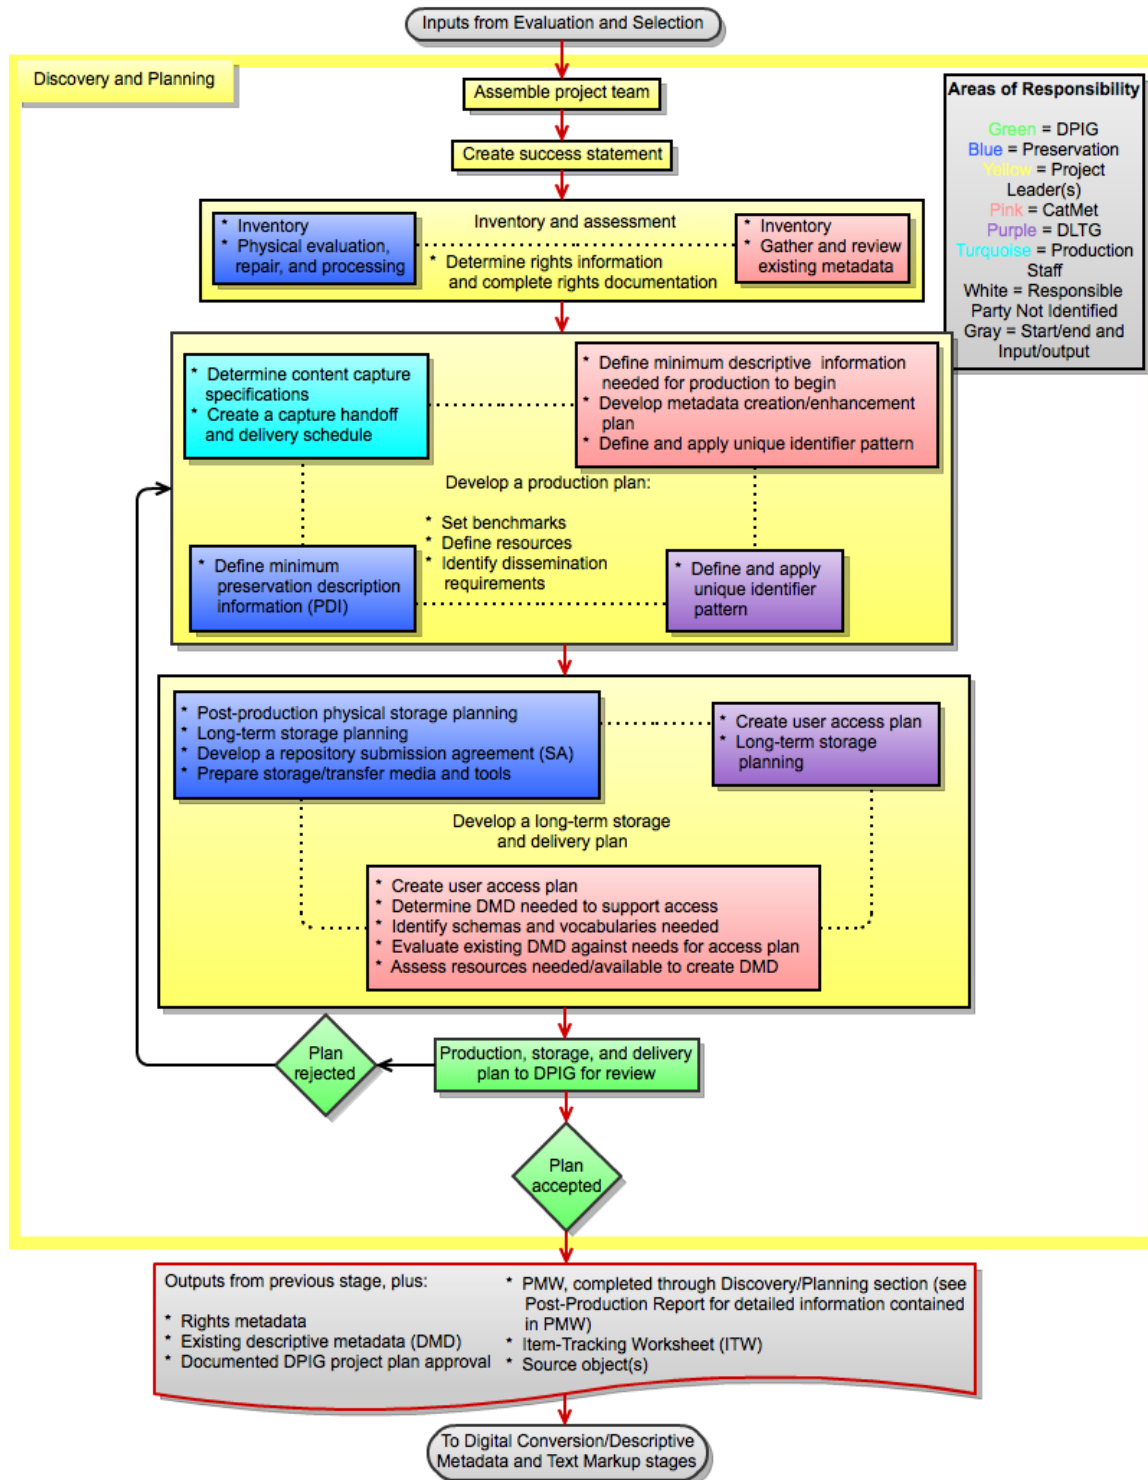 Inputs from Evaluation and Selection
Discovery and Planning
Assemble project team
Create success statement
Areas of Responsibility
Green = DPIG
Blue = Preservation
Yellow = Project
Leader(s)
Pink = CatMet
Purple = DLTG
Turquoise = Production
Staff
White = Responsible
Party Not Identified
Gray = Start/end and
Input/output
Inventory and assessment
* Inventory
* Physical evaluation,
repair, and processing
* Determine rights information
and complete rights documentation
* Inventory
* Gather and review
existing metadata
* Determine content capture
specifications
* Create a capture handoff
and delivery schedule
* Define minimum descriptive information
needed for production to begin
* Develop metadata creation/enhancement
plan
* Define and apply unique identifier pattern
Develop a production plan:
* Set benchmarks
* Define resources
* Identify dissemination
requirements
* Define minimum
preservation description
information (PDI)
* Define and apply
unique identifier
pattern
* Post-production physical storage planning
* Long-term storage planning
* Develop a repository submission agreement (SA)
* Prepare storage/transfer media and tools
* Create user access plan
* Long-term storage
planning
Develop a long-term storage
and delivery plan
* Create user access plan
* Determine DMD needed to support access
* Identify schemas and vocabularies needed
* Evaluate existing DMD against needs for access plan
* Assess resources needed/available to create DMD
Plan
rejected
Production, storage, and delivery
plan to DPIG for review
Plan
accepted
Outputs from previous stage, plus:
* Rights metadata
* Existing descriptive metadata (DMD)
* Documented DPIG project plan approval
* PMW, completed through Discovery/Planning section (see
Post-Production Report for detailed information contained
in PMW)
* Item-Tracking Worksheet (ITW)
* Source object(s)
To Digital Conversion/Descriptive
Metadata and Text Markup stages